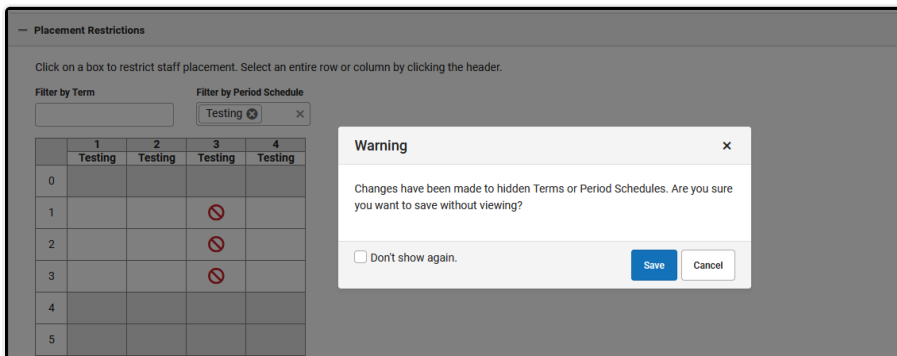 Placement Restrictions
Click on a box to restrict staff placement. Select an entire row or column by clicking the header.
Filter by Term Filter by Period Schedule
Testing
1 2 3 4
Testing Testing Testing Testing
0
1
2
3
4
5
Warning
Changes have been made to hidden Terms or Period Schedules. Are you sure
you want to save without viewing?
Don't show again.
Save Cancel